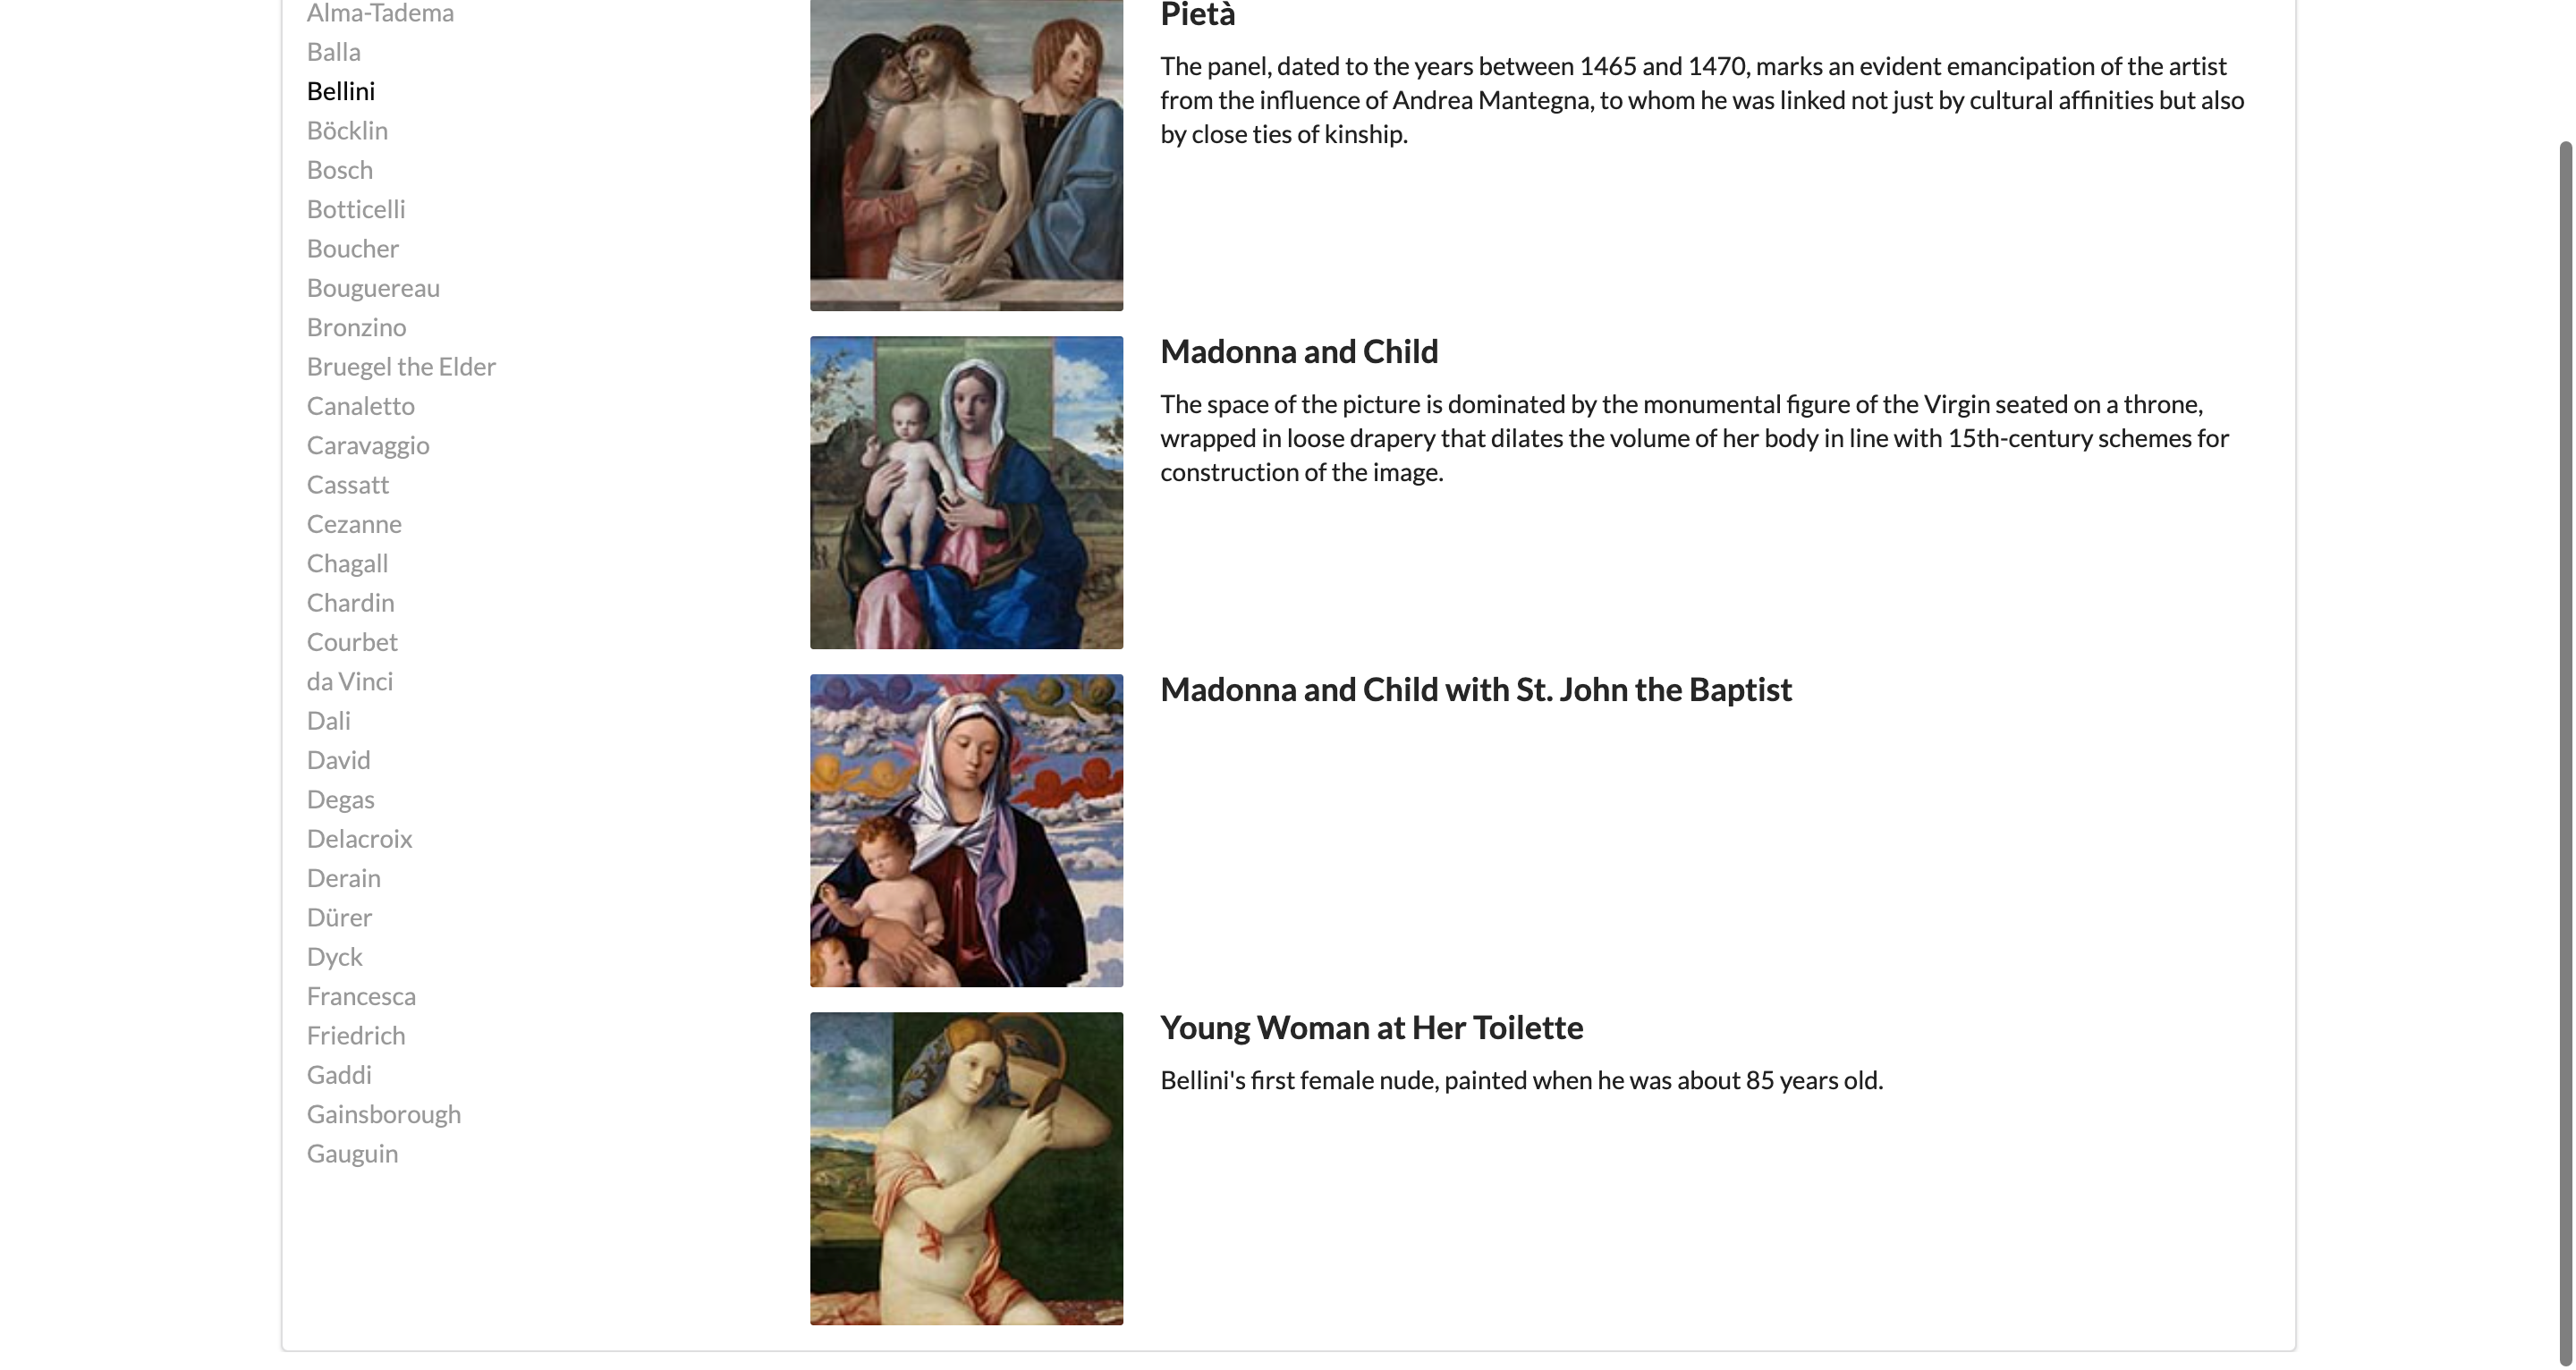 Alma-Tadema
Balla
Bellini
Böcklin
Bosch
Botticelli
Boucher
Bouguereau
Bronzino
Bruegel the Elder
Canaletto
Caravaggio
Cassatt
Cezanne
Chagall
Chardin
Courbet
da Vinci
Dali
David
Degas
Delacroix
Derain
Dürer
Dyck
Francesca
Friedrich
Gaddi
Gainsborough
Gauguin
Pietà
The panel, dated to the years between 1465 and 1470, marks an evident emancipation of the artist
from the influence of Andrea Mantegna, to whom he was linked not just by cultural affinities but also
by close ties of kinship.
Madonna and Child
The space of the picture is dominated by the monumental figure of the Virgin seated on a throne,
wrapped in loose drapery that dilates the volume of her body in line with 15th-century schemes for
construction of the image.
Madonna and Child with St. John the Baptist
Young Woman at Her Toilette
Bellini's first female nude, painted when he was about 85 years old.